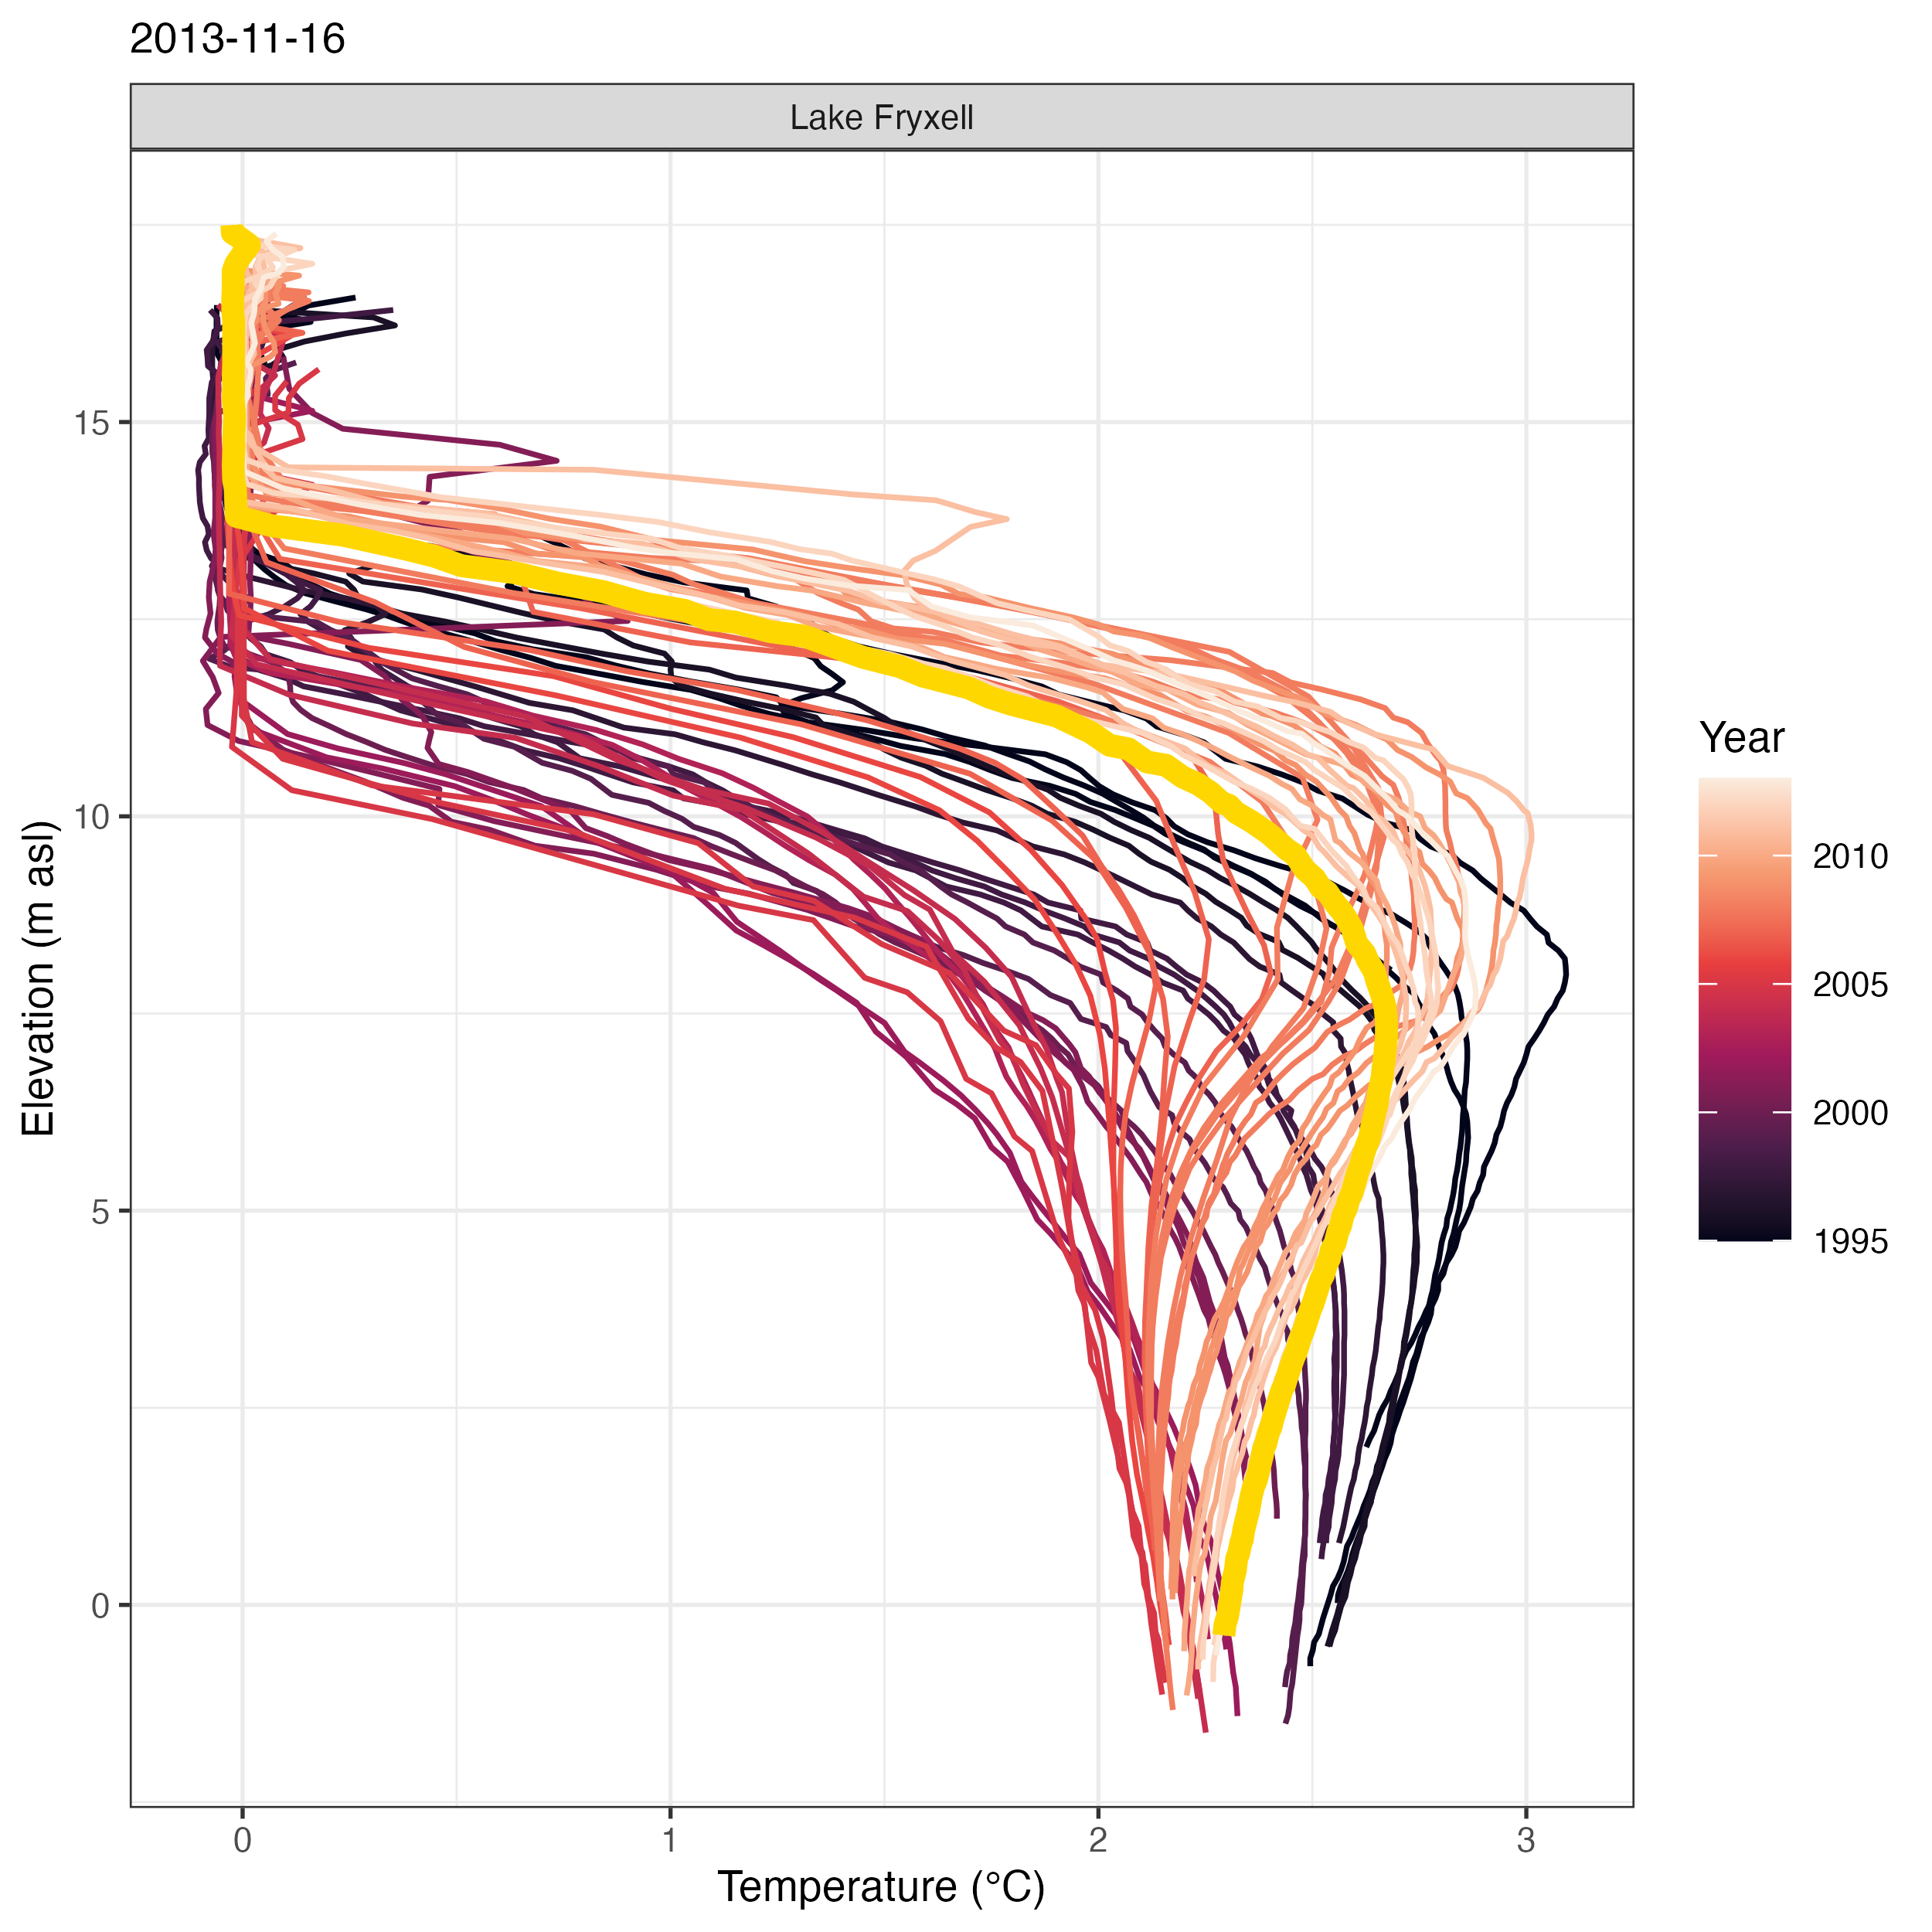 2013-11-16
Lake Fryxell
Elevation (m asl)
15
10
5
0
0 1 2 3
Temperature (°C)
Year
2010
2005
2000
1995